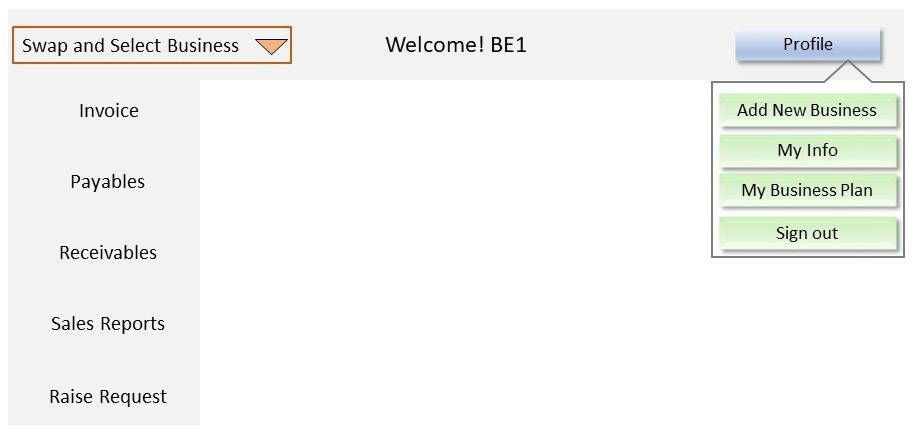 Swap and Select Business
Welcome! BE1
Profile
Invoice
Payables
Receivables
Sales Reports
Raise Request
Add New Business
My Info
My Business Plan
Sign out